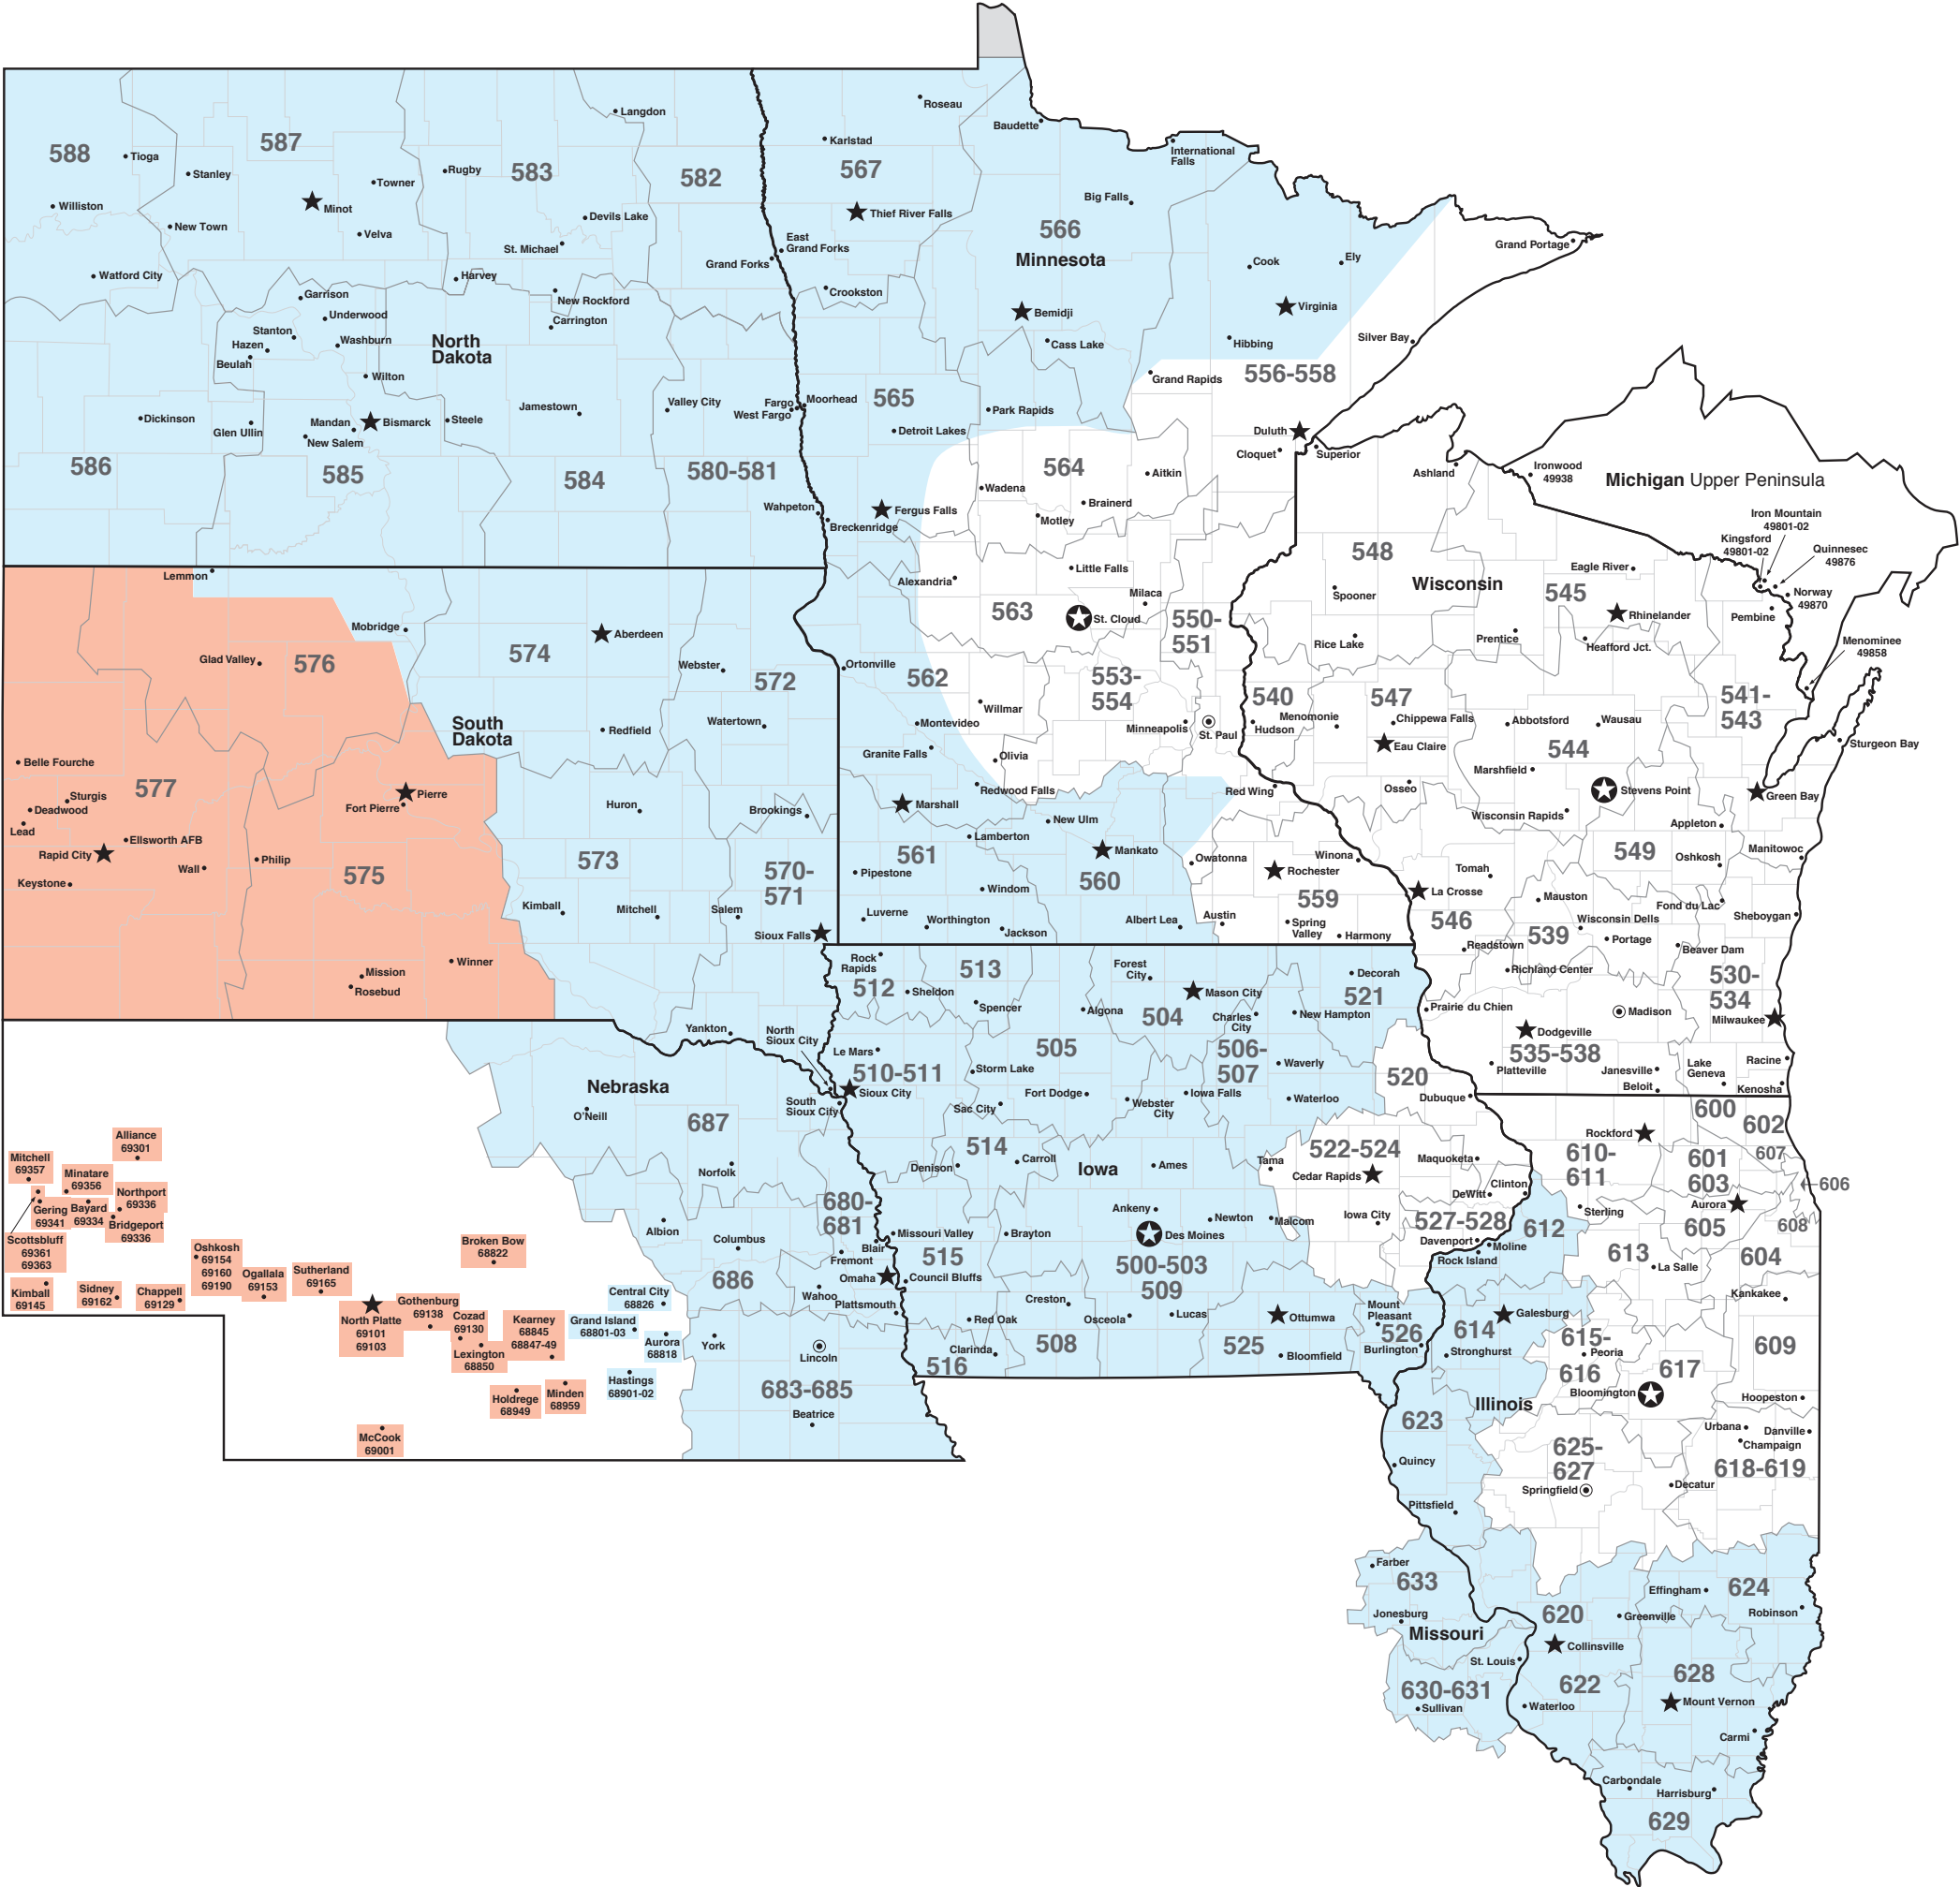 588
Tioga
587
Stanley
Towner
Williston
Minot
New Town
Velva
Watford City
Langdon
Rugby
583
582
Devils Lake
St. Michael
Grand Forks
Harvey
New Rockford
Carrington
Garrison
Underwood
Stanton
Hazen
Washburn
Beulah
Wilton
North
Dakota
Dickinson
Glen Ullin
Mandan
Bismarck
New Salem
Steele
Jamestown
Valley City
Fargo
West Fargo
586
585
584
580-581
Wahpeton
Roseau
Baudette
Karlstad
567
International
Falls
Thief River Falls
Big Falls
566
Minnesota
East
Grand Forks
Crookston
Cook
Ely
Grand Portage
Bemidji
Virginia
Cass Lake
Hibbing
Silver Bay
Grand Rapids
556-558
Moorhead
565
Park Rapids
Detroit Lakes
Duluth
Cloquet
Superior
564
Aitkin
Wadena
Brainerd
Motley
Fergus Falls
Breckenridge
Little Falls
Alexandria
Milaca
563
St. Cloud
550-
551
Ortonville
562
553-
554
Willmar
Montevideo
Minneapolis
St. Paul
Granite Falls
Olivia
Redwood Falls
Red Wing
Marshall
New Ulm
Lamberton
Mankato
561
Owatonna
Winona
Rochester
Pipestone
560
Windom
559
Luverne
Worthington
Jackson
Albert Lea
Austin
Spring
Valley
Harmony
Michigan Upper Peninsula
Ironwood
49938
Iron Mountain
49801-02
Kingsford
49801-02
Quinnesec
49876
Norway
49870
Menominee
49858
Ashland
548
Wisconsin
Spooner
Eagle River
545
Rhinelander
Pembine
Rice Lake
Prentice
Heafford Jct.
540
547
541-
543
Hudson
Menomonie
Chippewa Falls
Abbotsford
Wausau
Eau Claire
544
Sturgeon Bay
Marshfield
Osseo
Stevens Point
Green Bay
Wisconsin Rapids
Appleton
549
Oshkosh
Manitowoc
Tomah
La Crosse
Mauston
Fond du Lac
Sheboygan
546
Wisconsin Dells
539
Portage
Readstown
Beaver Dam
Richland Center
530-
534
Prairie du Chien
Madison
Milwaukee
Dodgeville
535-538
Platteville
Janesville
Beloit
Lake
Geneva
Racine
Kenosha
Lemmon
Mobridge
Aberdeen
Glad Valley
576
574
Webster
572
South
Dakota
Redfield
Watertown
Belle Fourche
577
Sturgis
Deadwood
Lead
Pierre
Fort Pierre
Huron
Brookings
Ellsworth AFB
Rapid City
Wall
Philip
575
573
570-
571
Keystone
Kimball
Mitchell
Salem
Sioux Falls
Winner
Mission
Rosebud
Yankton
North
Sioux City
Nebraska
O'Neill
687
South
Sioux City
Norfolk
680-
681
Albion
Columbus
Blair
Fremont
686
Omaha
Wahoo
Plattsmouth
York
Lincoln
683-685
Beatrice
Alliance
69301
Mitchell
69357
Minatare
69356
Northport
69336
Gering
69341
Bayard
69334
Bridgeport
69336
Scottsbluff
69361
69363
Kimball
69145
Sidney
69162
Chappell
69129
Oshkosh
69154
69160
69190
Ogallala
69153
Sutherland
69165
Broken Bow
68822
North Platte
69101
69103
Gothenburg
69138
Cozad
69130
Lexington
68850
Kearney
68845
68847-49
Central City
68826
Grand Island
68801-03
Aurora
68818
Hastings
68901-02
Holdrege
68949
Minden
68959
McCook
69001
Rock
Rapids
513
512
Sheldon
Spencer
Algona
Forest
City
Mason City
504
Charles
City
Decorah
521
New Hampton
Le Mars
505
506-
507
Waverly
510-511
Storm Lake
Sioux City
Fort Dodge
Iowa Falls
Waterloo
Sac City
Webster
City
520
Dubuque
514
Iowa
Carroll
Denison
Ames
Tama
522-524
Cedar Rapids
Maquoketa
DeWitt
Clinton
Ankeny
Newton
Malcom
Iowa City
527-528
Davenport
Missouri Valley
Brayton
Des Moines
515
Council Bluffs
500-503
509
Creston
Red Oak
Osceola
Lucas
Ottumwa
Mount
Pleasant
526
Burlington
Clarinda
508
525
Bloomfield
516
600
602
Rockford
610-
611
601
603
607
606
Aurora
Sterling
605
608
612
Moline
Rock Island
613
604
La Salle
Kankakee
Galesburg
614
615-
Peoria
616
Stronghurst
617
609
Bloomington
Hoopeston
Illinois
623
Urbana
Danville
Champaign
625-
627
618-619
Quincy
Springfield
Decatur
Pittsfield
Farber
633
Jonesburg
Missouri
St. Louis
630-631
Sullivan
Effingham
624
620
Greenville
Robinson
Collinsville
622
628
Waterloo
Mount Vernon
Carmi
Carbondale
Harrisburg
629